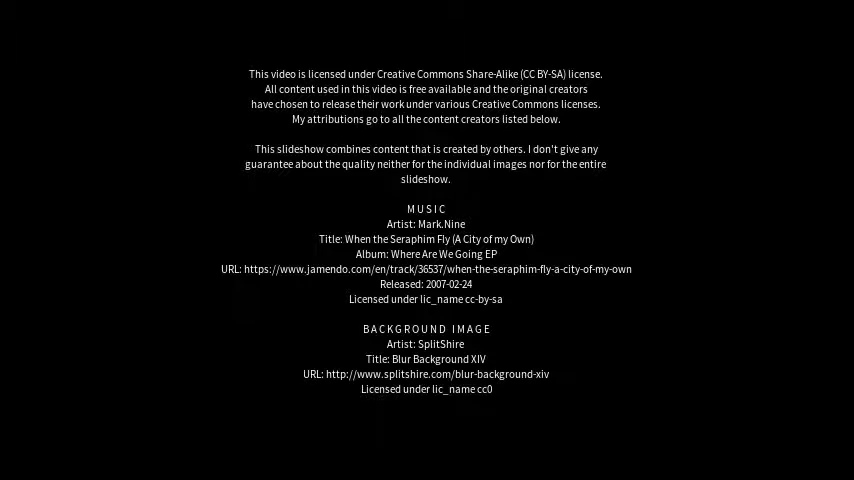 This video is licensed under Creative Commons Share-Alike (CC BY-SA) license.
All content used in this video is free available and the original creators
have chosen to release their work under various Creative Commons licenses.
My attributions go to all the content creators listed below.
This slideshow combines content that is created by others. I don't give any
guarantee about the quality neither for the individual images nor for the entire
slideshow.
MUSIC
Artist: Mark.Nine
Title: When the Seraphim Fly (A City of my Own)
Album: Where Are We Going EP
URL: https://www.jamendo.com/en/track/36537/when-the-seraphim-fly-a-city-of-my-own
Released: 2007-02-24
Licensed under lic_name cc-by-sa
BACKGROUND IMAGE
Artist: SplitShire
Title: Blur Background XIV
URL: http://www.splitshire.com/blur-background-xiv
Licensed under lic_name cc0